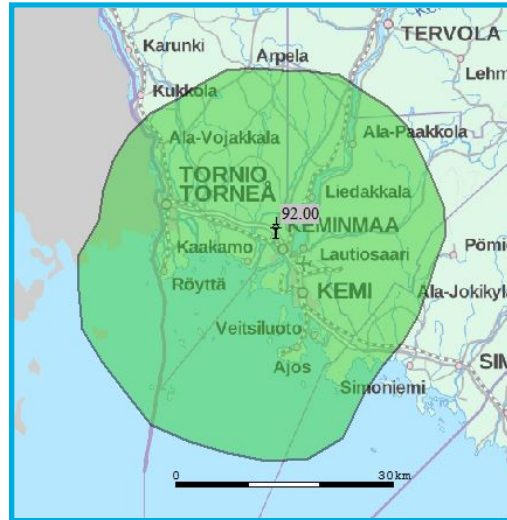 TERVOLA
Karunki
Arpela
Lehm
Kukkola
Ala-Vojakkala
Ala-Paakkola
TORNIO
TORNEÅ
Liedakkala
92.00
KEMINMAA
Kaakamo
Lautiosaari
Pömi
Röyttä
KEMI
Ala-Jokikyl
Veitsiluoto
SIM
Ajos
Simoniemi
0 30km